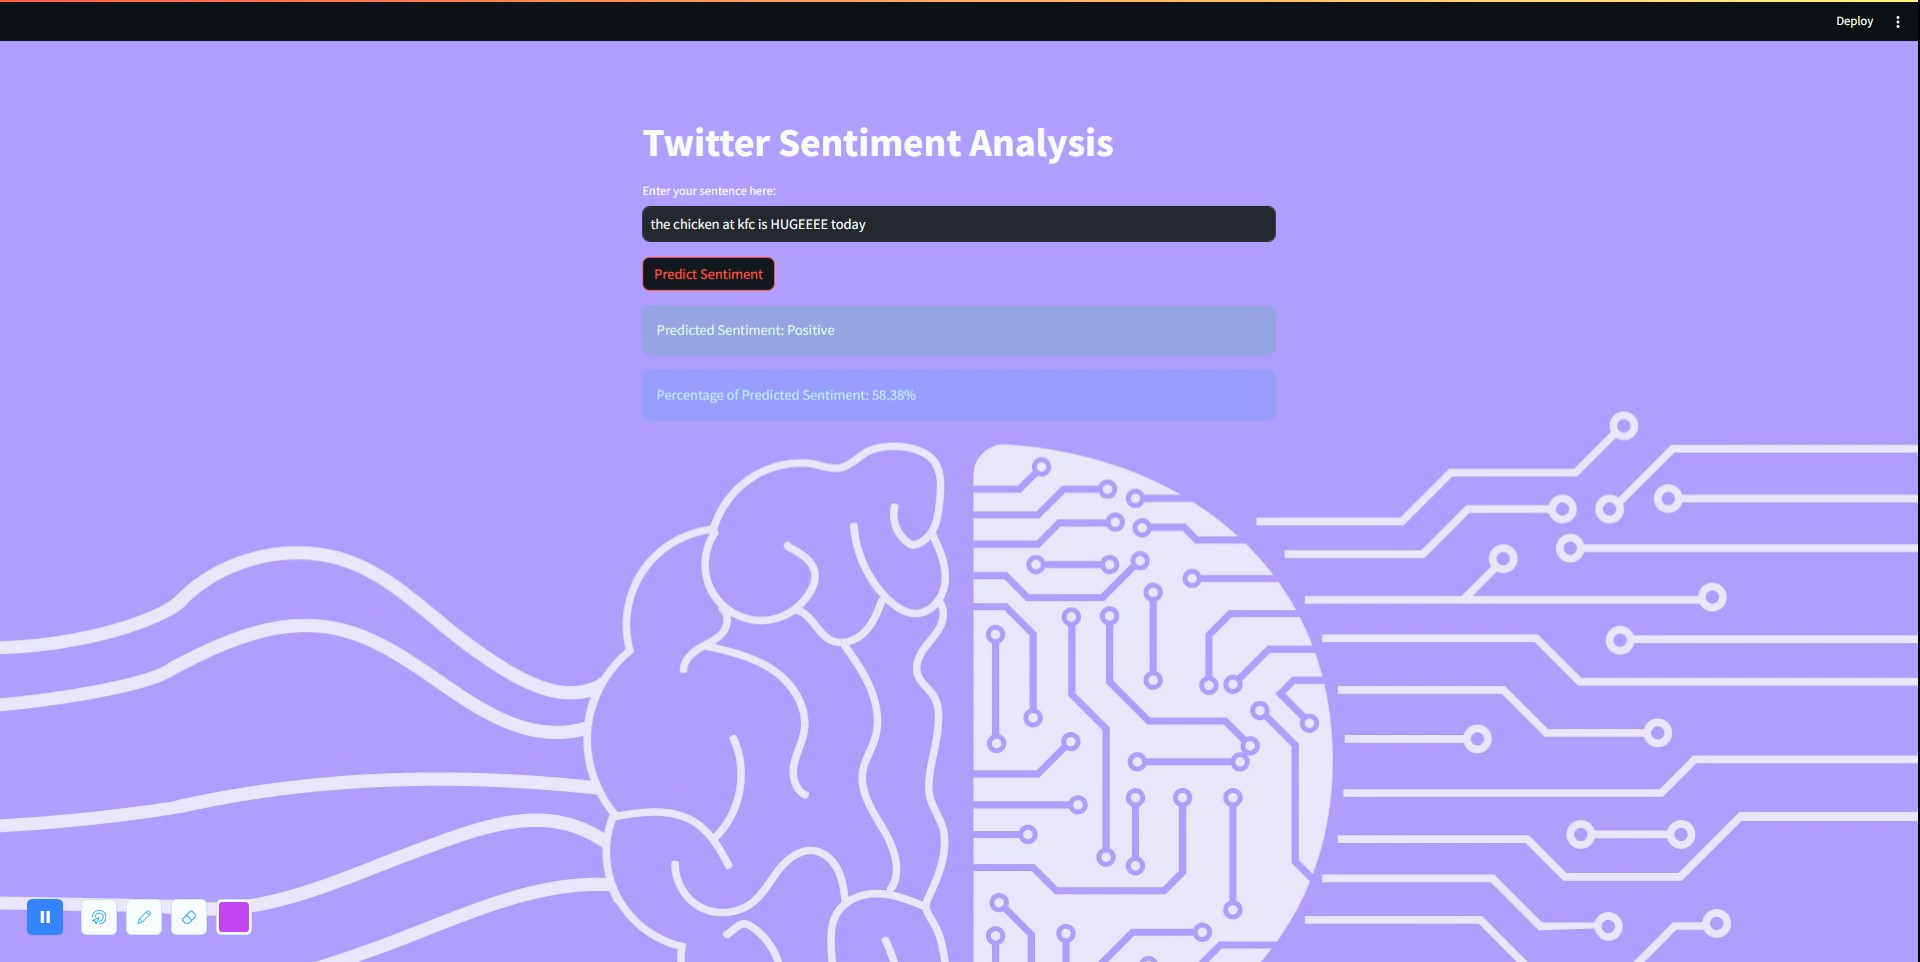 Deploy
Twitter Sentiment Analysis
Enter your sentence here:
the chicken at kfc is HUGEEEE today
Predict Sentiment
Predicted Sentiment: Positive
Percentage of Predicted Sentiment: 58.38%